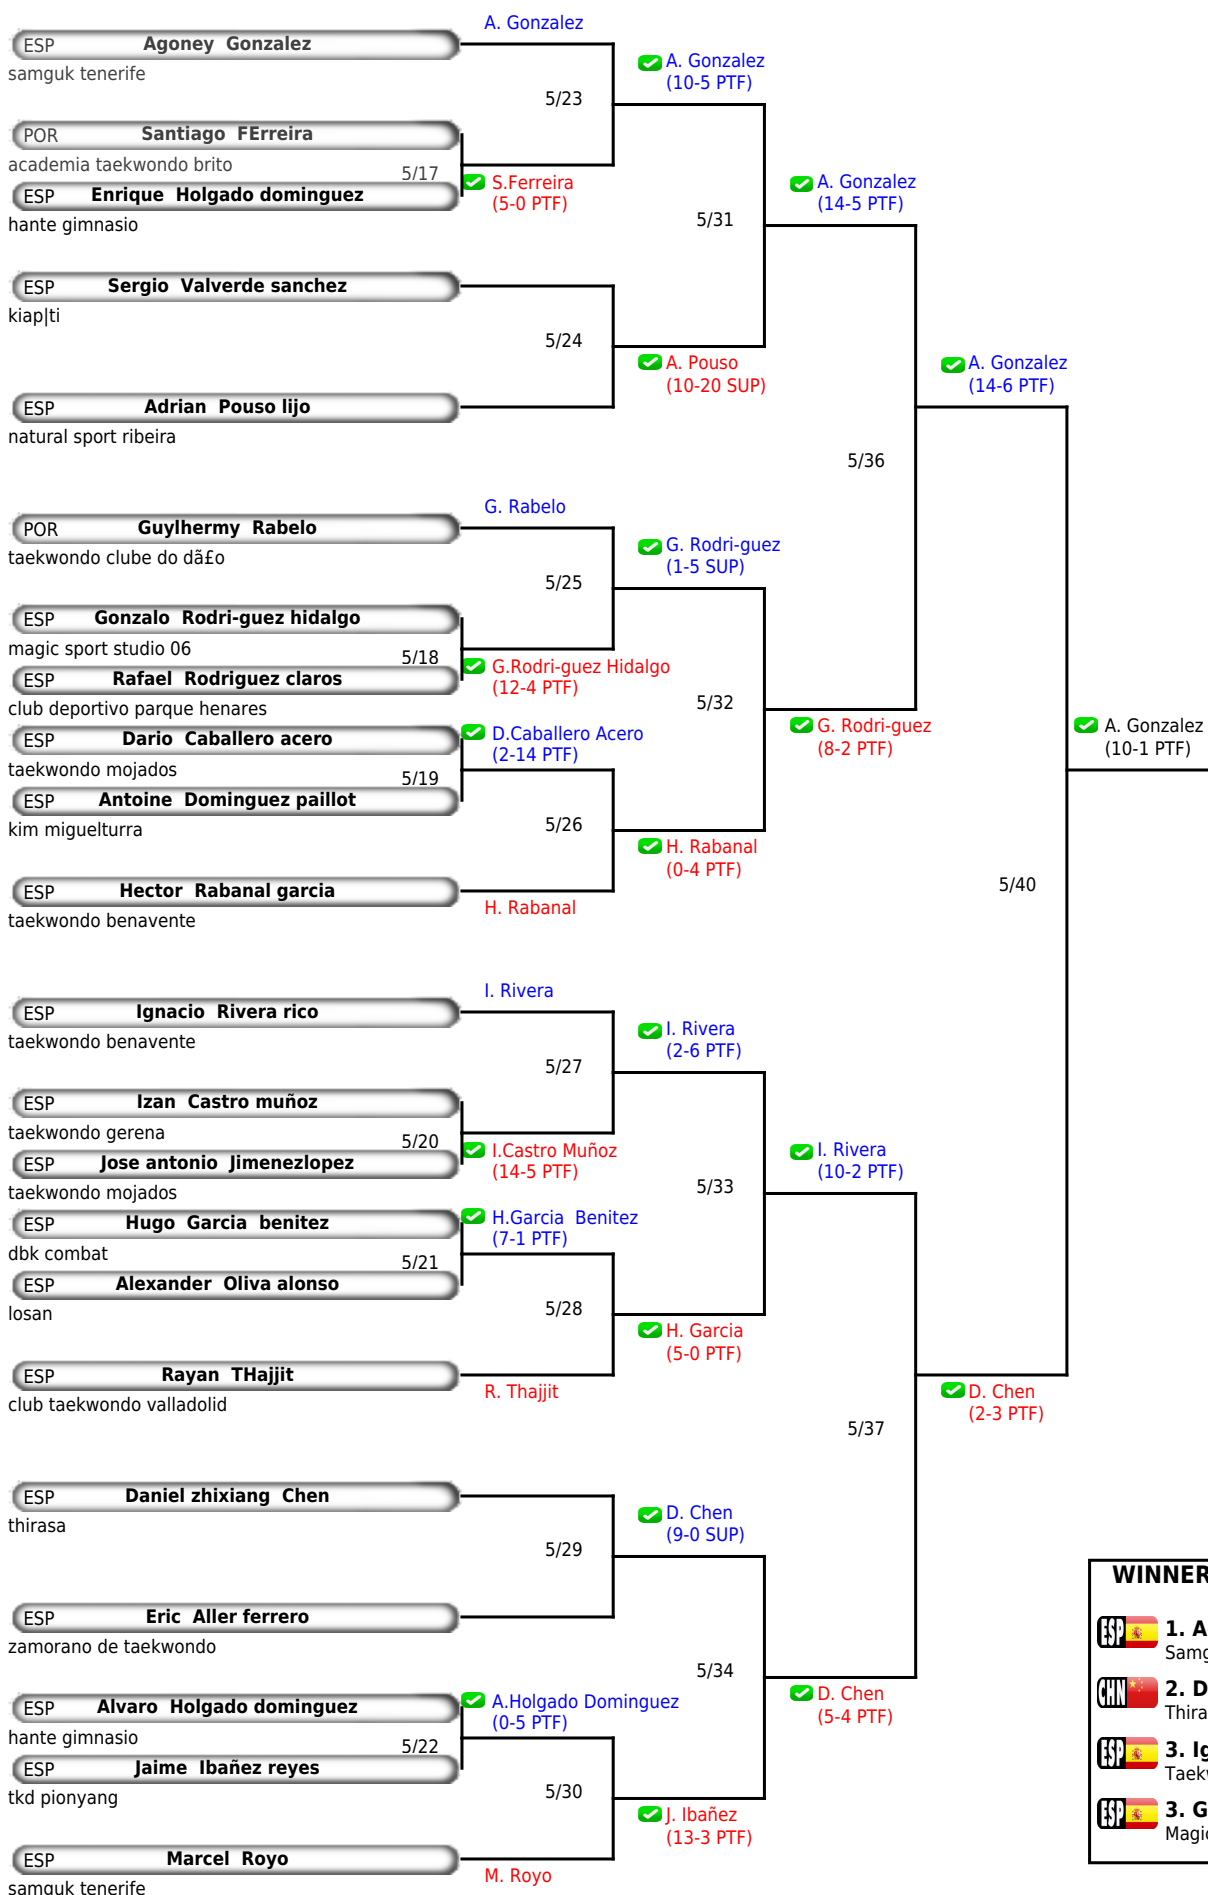 A. Gonzalez
ESP Agoney Gonzalez
samguk tenerife
A. Gonzalez
(10-5 PTF)
5/23
POR Santiago FErreira
academia taekwondo brito
5/17
ESP Enrique Holgado dominguez
hante gimnasio
S.Ferreira
(5-0 PTF)
A. Gonzalez
(14-5 PTF)
5/31
ESP Sergio Valverde sanchez
kiap|ti
5/24
A. Pouso
(10-20 SUP)
A. Gonzalez
(14-6 PTF)
ESP Adrian Pouso lijo
natural sport ribeira
5/36
G. Rabelo
POR Guylhermy Rabelo
taekwondo clube do dã£o
G. Rodri-guez
(1-5 SUP)
5/25
ESP Gonzalo Rodri-guez hidalgo
magic sport studio 06
5/18
ESP Rafael Rodriguez claros
club deportivo parque henares
G.Rodri-guez Hidalgo
(12-4 PTF)
5/32
ESP Dario Caballero acero
taekwondo mojados
D.Caballero Acero
(2-14 PTF)
G. Rodri-guez
(8-2 PTF)
A. Gonzalez
(10-1 PTF)
5/19
ESP Antoine Dominguez paillot
kim miguelturra
5/26
H. Rabanal
(0-4 PTF)
ESP Hector Rabanal garcia
taekwondo benavente
H. Rabanal
5/40
I. Rivera
ESP Ignacio Rivera rico
taekwondo benavente
I. Rivera
(2-6 PTF)
5/27
ESP Izan Castro muñoz
taekwondo gerena
5/20
ESP Jose antonio Jimenezlopez
taekwondo mojados
I.Castro Muñoz
(14-5 PTF)
I. Rivera
(10-2 PTF)
5/33
ESP Hugo Garcia benitez
dbk combat
H.Garcia Benitez
(7-1 PTF)
5/21
ESP Alexander Oliva alonso
losan
5/28
H. Garcia
(5-0 PTF)
ESP Rayan THajjit
club taekwondo valladolid
R. Thajjit
D. Chen
(2-3 PTF)
5/37
ESP Daniel zhixiang Chen
thirasa
D. Chen
(9-0 SUP)
5/29
ESP Eric Aller ferrero
zamorano de taekwondo
5/34
ESP Alvaro Holgado dominguez
hante gimnasio
A.Holgado Dominguez
(0-5 PTF)
D. Chen
(5-4 PTF)
5/22
ESP Jaime Ibañez reyes
tkd pionyang
5/30
J. Ibañez
(13-3 PTF)
ESP Marcel Royo
samguk tenerife
M. Royo
WINNER
ESP 1. A
Samg
CHN 2. D
Thira
ESP 3. Ig
Taekw
ESP 3. G
Magic